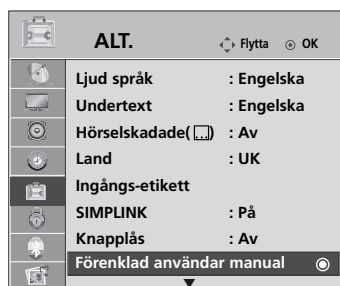 ALT. Flytta OK
Ljud språk : Engelska
Undertext : Engelska
Hörselskadade( ) : Av
Land : UK
Ingångs-etikett
SIMPLINK : På
Knapplås : Av
Förenklad användar manual